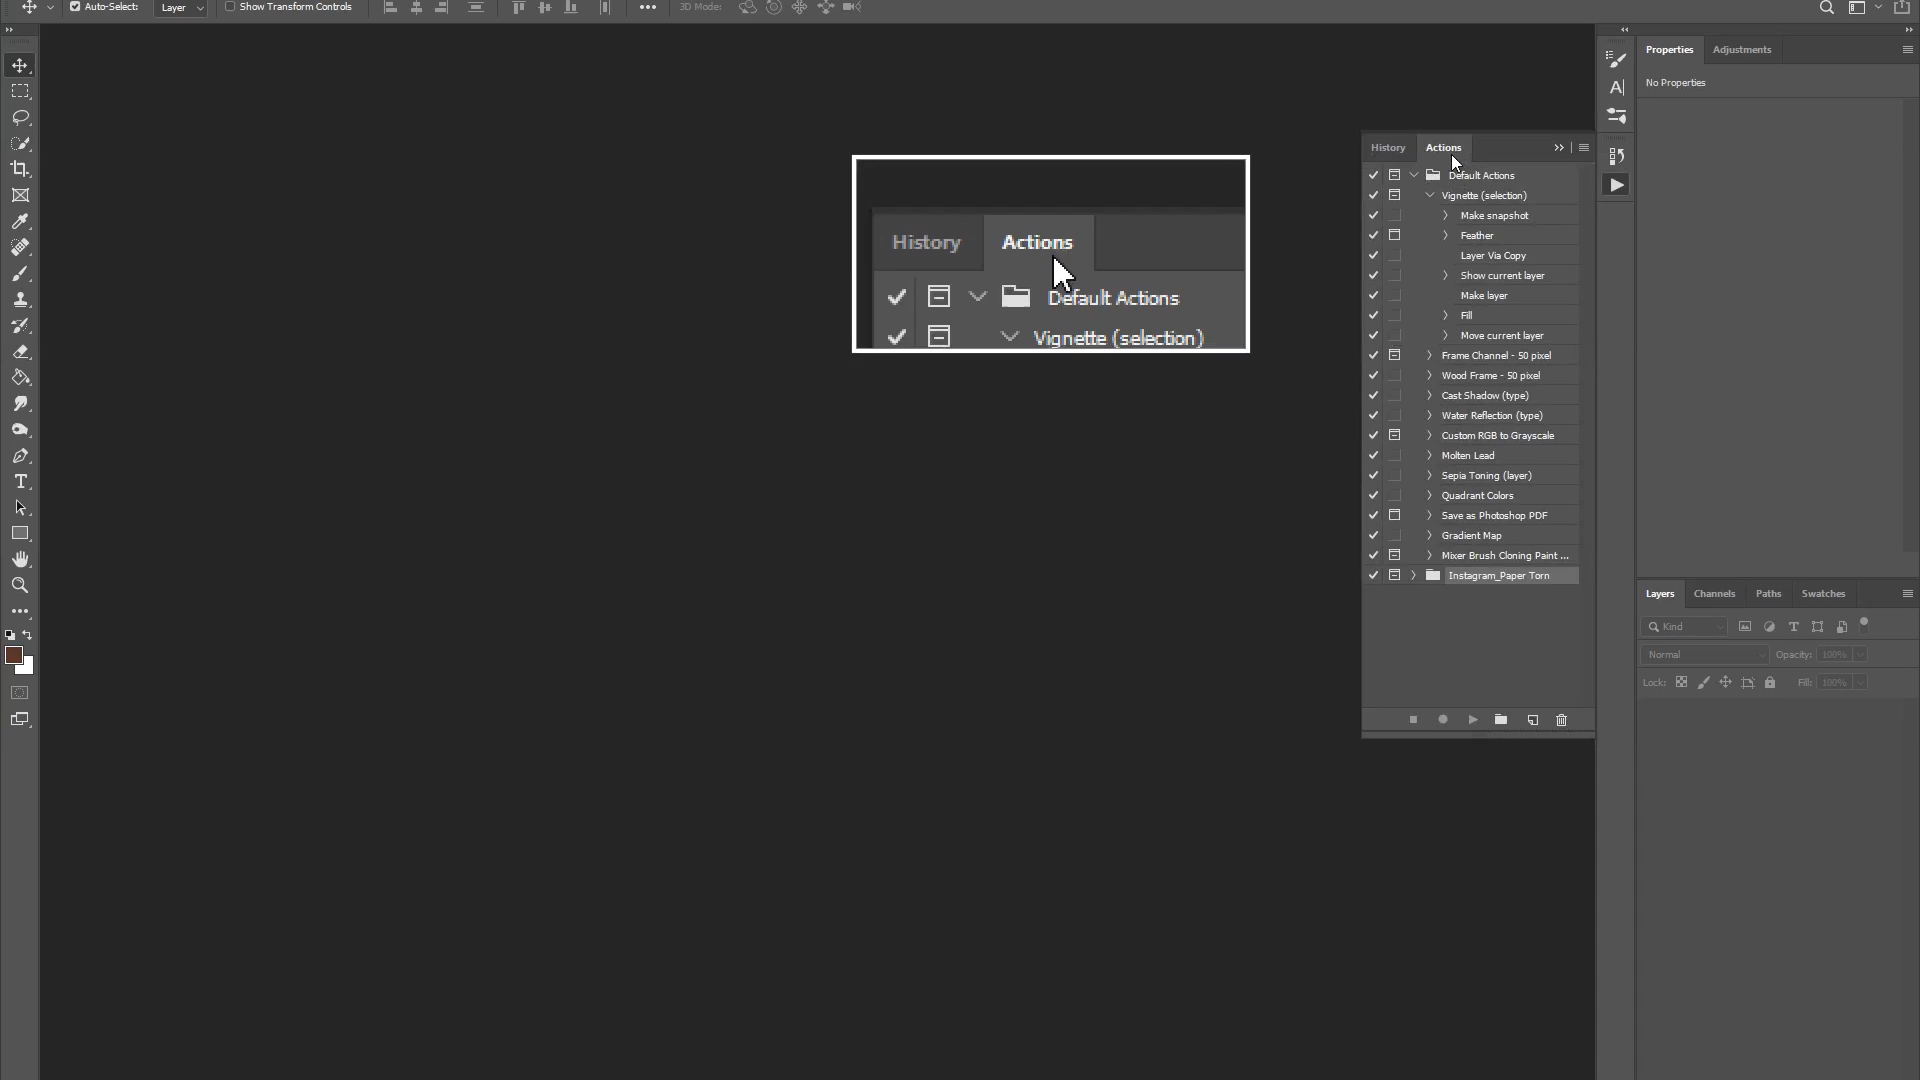 Auto-Select: Layer Show Transform Controls 3D Mode:
Properties Adjustments
No Properties
History Actions
Default Actions
Vignette (selection)
History Actions
Default Actions
Vignette (selection)
Make snapshot
Feather
Layer Via Copy
Show current layer
Make layer
Fill
Move current layer
Frame Channel - 50 pixel
Wood Frame - 50 pixel
Cast Shadow (type)
Water Reflection (type)
Custom RGB to Grayscale
Molten Lead
Sepia Toning (layer)
Quadrant Colors
Save as Photoshop PDF
Gradient Map
Mixer Brush Cloning Paint ...
Instagram_Paper Torn
Layers Channels Paths Swatches
Kind
Normal Opacity: 100%
Lock: Fill: 100%